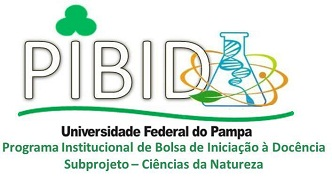 PIBID
Universidade Federal do Pampa
Programa Institucional de Bolsa de Iniciação à Docência
Subprojeto – Ciências da Natureza